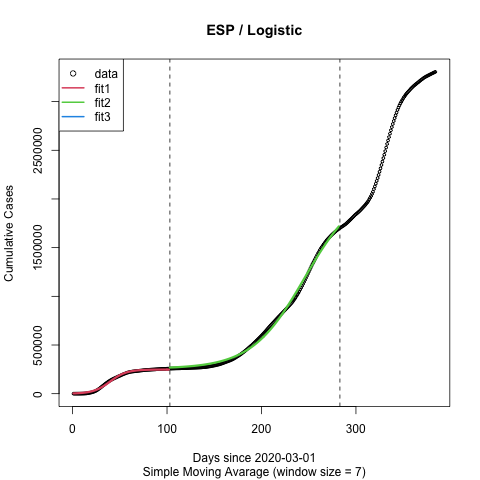 ESP / Logistic
data
fit1
fit2
fit3
Cumulative Cases
0
500000
1500000
2500000
0
100
200
300
Days since 2020-03-01
Simple Moving Avarage (window size = 7)